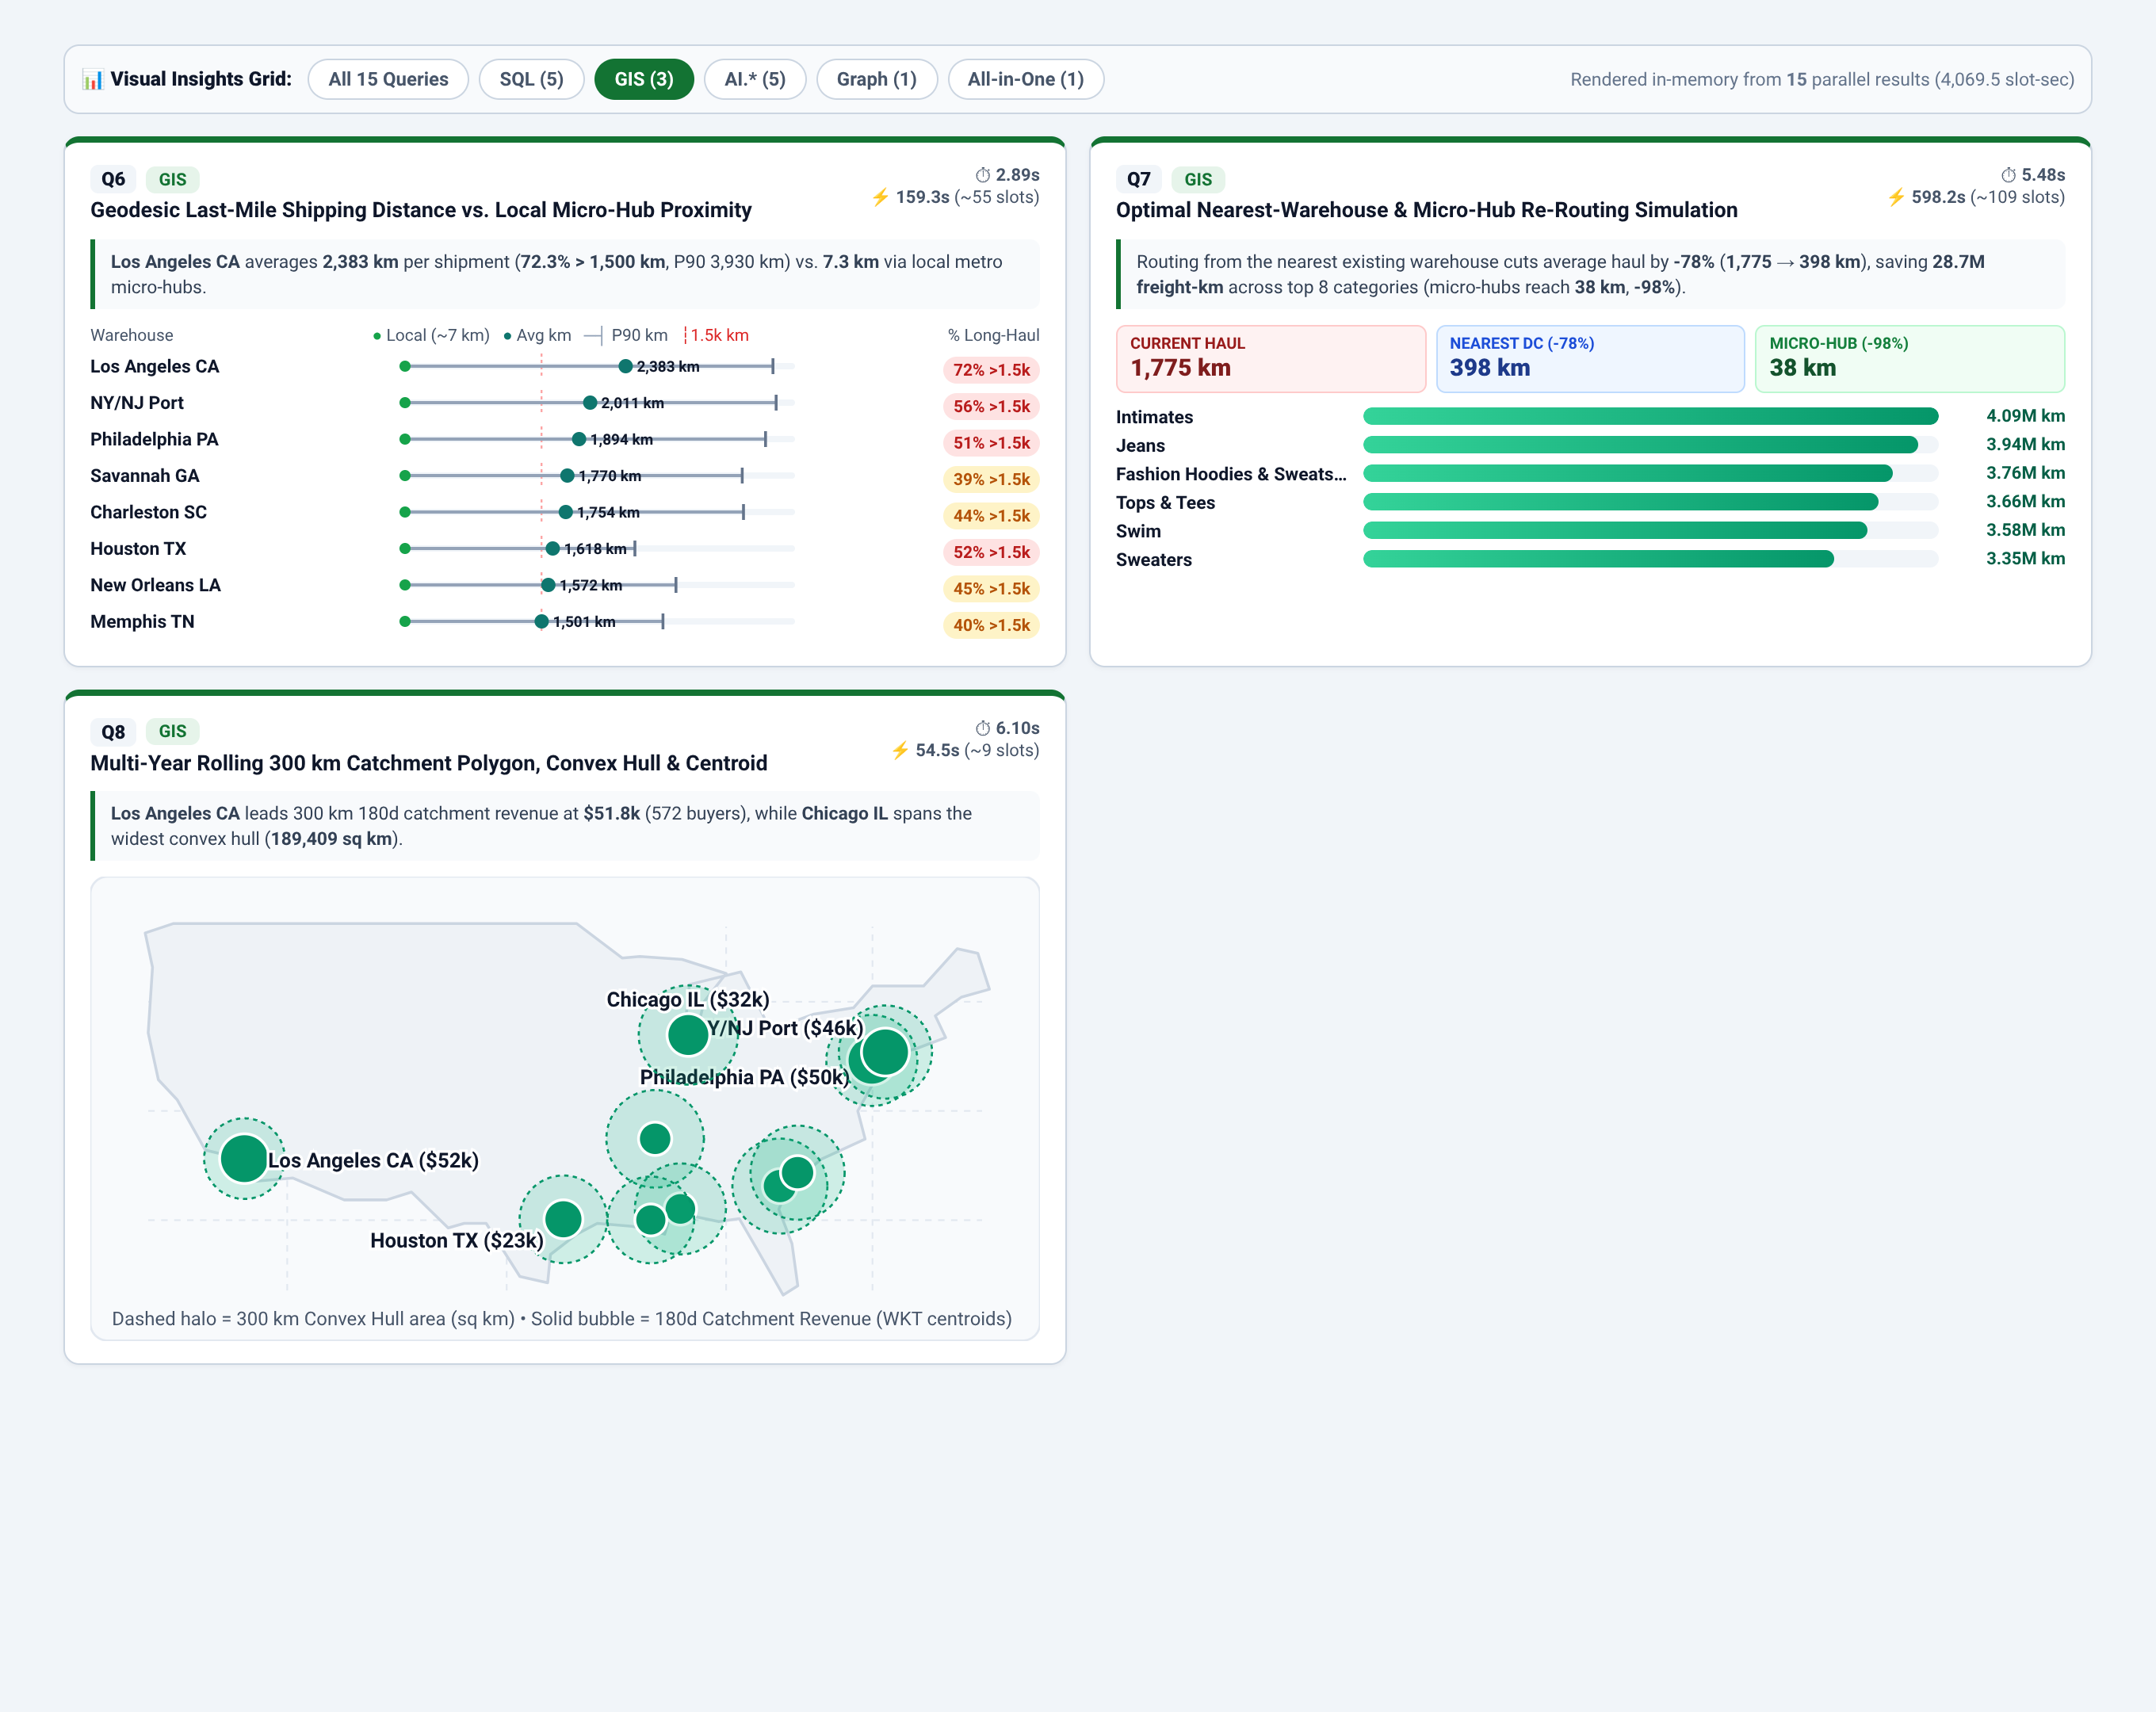 📊 Visual Insights Grid: All 15 Queries SQL (5) GIS (3) AI.* (5) Graph (1) All-in-One (1) Rendered in-memory from 15 parallel results (4,069.5 slot-sec)
Q6 GIS ⏱ 2.89s
⚡ 159.3s (~55 slots)
Geodesic Last-Mile Shipping Distance vs. Local Micro-Hub Proximity
Los Angeles CA averages 2,383 km per shipment (72.3% > 1,500 km, P90 3,930 km) vs. 7.3 km via local metro
micro-hubs.
Warehouse Local (~7 km) Avg km P90 km 1.5k km % Long-Haul
Los Angeles CA 2,383 km 72% >1.5k
NY/NJ Port 2,011 km 56% >1.5k
Philadelphia PA 1,894 km 51% >1.5k
Savannah GA 1,770 km 39% >1.5k
Charleston SC 1,754 km 44% >1.5k
Houston TX 1,618 km 52% >1.5k
New Orleans LA 1,572 km 45% >1.5k
Memphis TN 1,501 km 40% >1.5k
Q7 GIS ⏱ 5.48s
⚡ 598.2s (~109 slots)
Optimal Nearest-Warehouse & Micro-Hub Re-Routing Simulation
Routing from the nearest existing warehouse cuts average haul by -78% (1,775 → 398 km), saving 28.7M
freight-km across top 8 categories (micro-hubs reach 38 km, -98%).
CURRENT HAUL
1,775 km
NEAREST DC (-78%)
398 km
MICRO-HUB (-98%)
38 km
Intimates 4.09M km
Jeans 3.94M km
Fashion Hoodies & Sweats... 3.76M km
Tops & Tees 3.66M km
Swim 3.58M km
Sweaters 3.35M km
Q8 GIS ⏱ 6.10s
⚡ 54.5s (~9 slots)
Multi-Year Rolling 300 km Catchment Polygon, Convex Hull & Centroid
Los Angeles CA leads 300 km 180d catchment revenue at $51.8k (572 buyers), while Chicago IL spans the
widest convex hull (189,409 sq km).
Chicago IL ($32k)
Y/NJ Port ($46k)
Philadelphia PA ($50k)
Los Angeles CA ($52k)
Houston TX ($23k)
Dashed halo = 300 km Convex Hull area (sq km) • Solid bubble = 180d Catchment Revenue (WKT centroids)